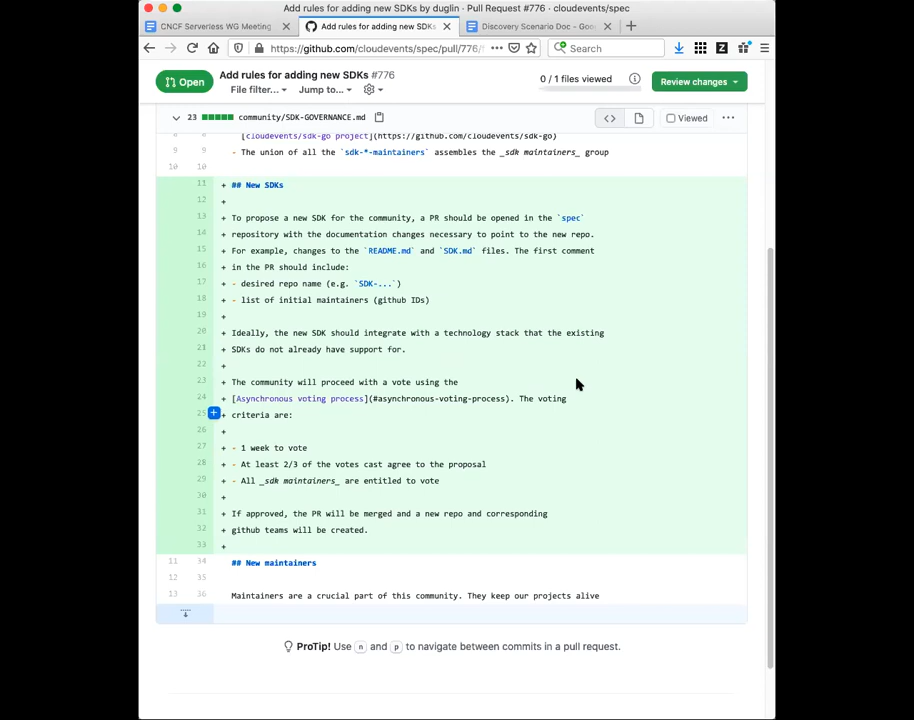 Add rules for adding new SDKs by duglin · Pull Request #776 · cloudevents/spec
CNCF Serverless WG Meeting
Add rules for adding new SDKs
Discovery Scenario Doc - Goo
https://github.com/cloudevents/spec/pull/776/
Search
Open
Add rules for adding new SDKs #776
File filter...
Jump to...
0 / 1 files viewed
Review changes
23 community/SDK-GOVERNANCE.md
Viewed
8 8 [cloudevents/sdk-go project](https://github.com/cloudevents/sdk-go)
9 9 - The union of all the `sdk-*-maintainers` assembles the _sdk maintainers_ group
10 10
11 + ## New SDKs
12 +
13 + To propose a new SDK for the community, a PR should be opened in the `spec`
14 + repository with the documentation changes necessary to point to the new repo.
15 + For example, changes to the `README.md` and `SDK.md` files. The first comment
16 + in the PR should include:
17 + - desired repo name (e.g. `SDK-...`)
18 + - list of initial maintainers (github IDs)
19 +
20 + Ideally, the new SDK should integrate with a technology stack that the existing
21 + SDKs do not already have support for.
22 +
23 + The community will proceed with a vote using the
24 + [Asynchronous voting process](#asynchronous-voting-process). The voting
25 + criteria are:
26 +
27 + - 1 week to vote
28 + - At least 2/3 of the votes cast agree to the proposal
29 + - All _sdk maintainers_ are entitled to vote
30 +
31 + If approved, the PR will be merged and a new repo and corresponding
32 + github teams will be created.
33 +
11 34 ## New maintainers
12 35
13 36 Maintainers are a crucial part of this community. They keep our projects alive
ProTip! Use n and p to navigate between commits in a pull request.